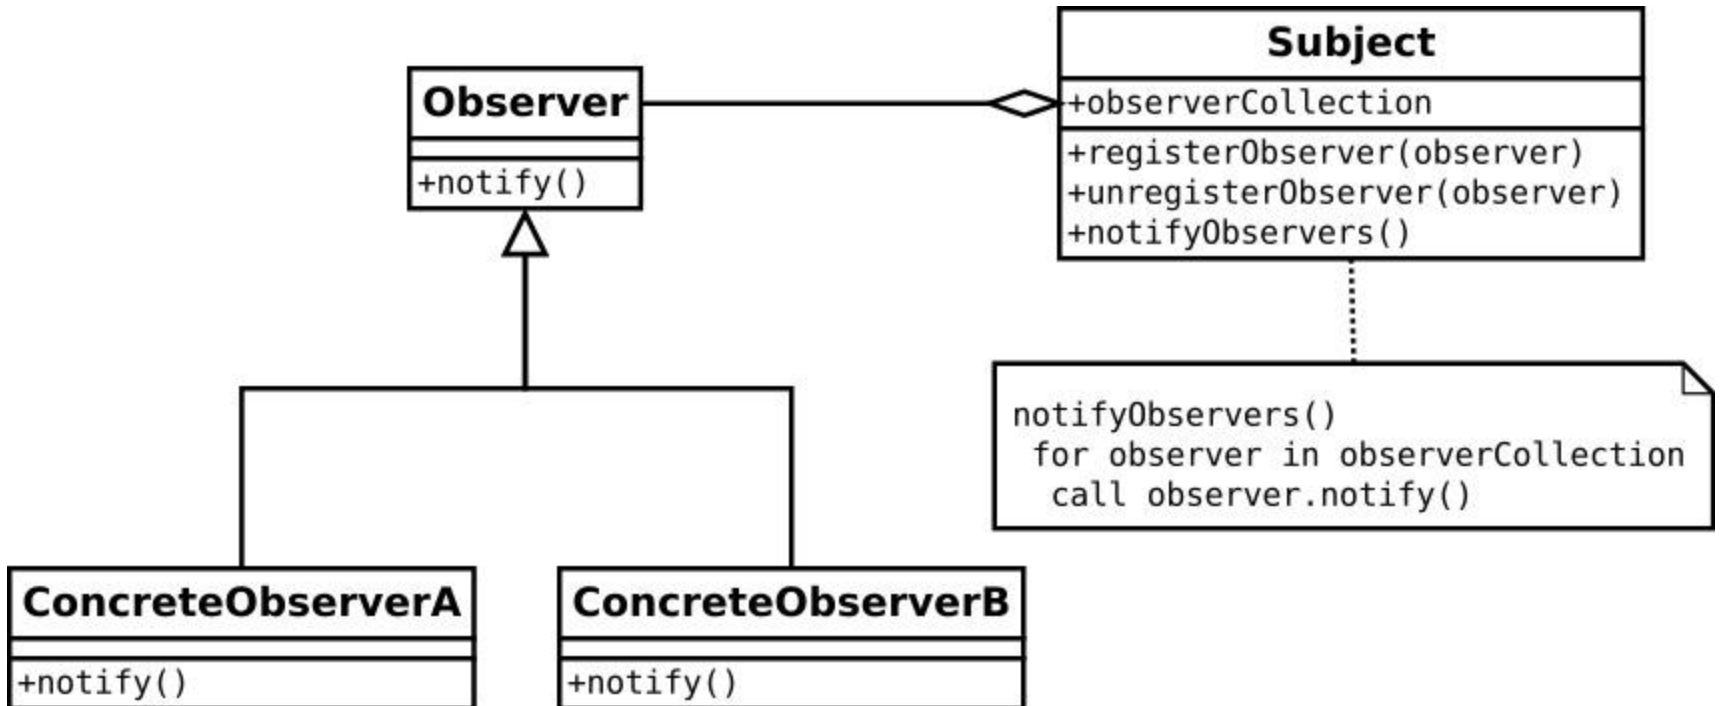 Observer
+notify()
Subject
+observerCollection
+registerObserver(observer)
+unregisterObserver(observer)
+notifyObservers()
notifyObservers()
for observer in observerCollection
call observer.notify()
ConcreteObserverA
+notify()
ConcreteObserverB
+notify()